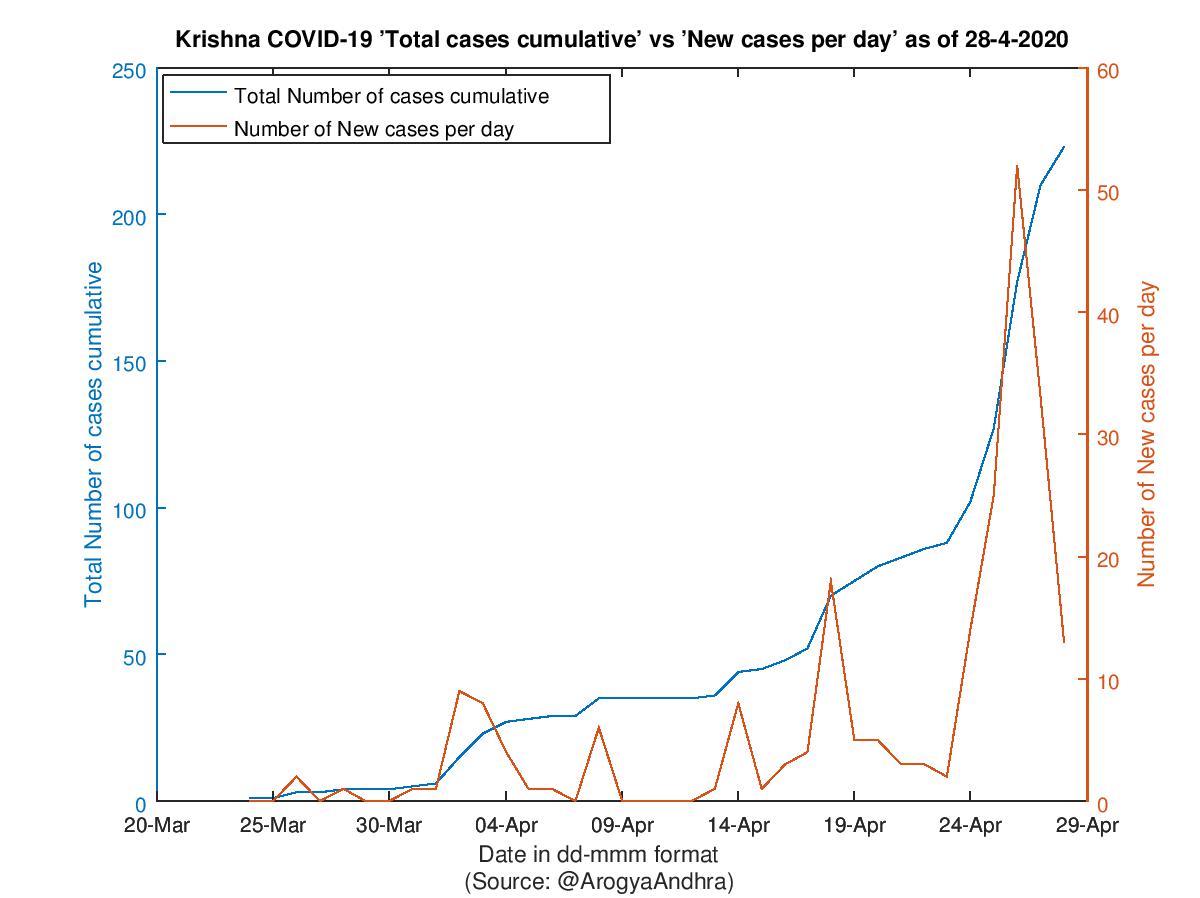 Krishna COVID-19 ’Total cases cumulative’ vs ’New cases per day’ as of 28-4-2020
Total Number of cases cumulative
Number of New cases per day
250
200
150
100
50
0
Total Number of cases cumulative
60
50
40
30
20
10
0
Number of New cases per day
20-Mar 25-Mar 30-Mar 04-Apr 09-Apr 14-Apr 19-Apr 24-Apr 29-Apr
Date in dd-mmm format
(Source: @ArogyaAndhra)